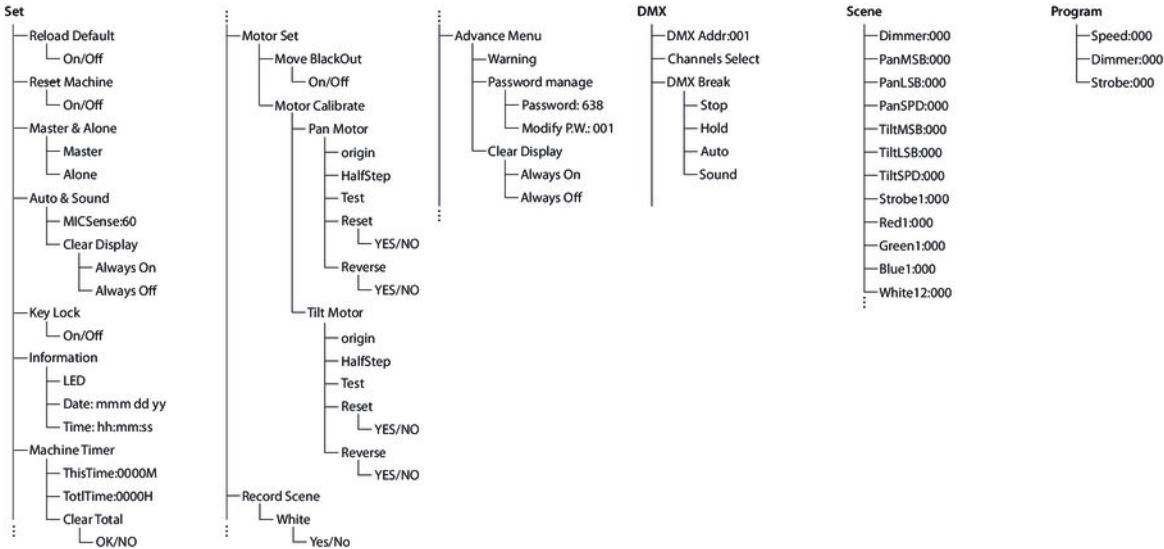 Set
Reload Default
On/Off
Reset Machine
On/Off
Master & Alone
Master
Alone
Auto & Sound
MICSense:60
Clear Display
Always On
Always Off
Key Lock
On/Off
Information
LED
Date: mmm dd yy
Time: hh:mm:ss
Machine Timer
ThisTime:0000M
TotlTime:0000H
Clear Total
OK/NO
Motor Set
Move BlackOut
On/Off
Motor Calibrate
Pan Motor
origin
HalfStep
Test
Reset
YES/NO
Reverse
YES/NO
Tilt Motor
origin
HalfStep
Test
Reset
YES/NO
Reverse
YES/NO
Record Scene
White
Yes/No
Advance Menu
Warning
Password manage
Password: 638
Modify P.W.: 001
Clear Display
Always On
Always Off
DMX
DMX Addr:001
Channels Select
DMX Break
Stop
Hold
Auto
Sound
Scene
Dimmer:000
PanMSB:000
PanLSB:000
PanSPD:000
TiltMSB:000
TiltLSB:000
TiltSPD:000
Strobe1:000
Red1:000
Green1:000
Blue1:000
White12:000
Program
Speed:000
Dimmer:000
Strobe:000